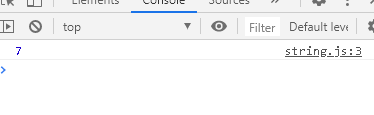 Elements Console Sources »
top Filter Default leve
7 string.js:3